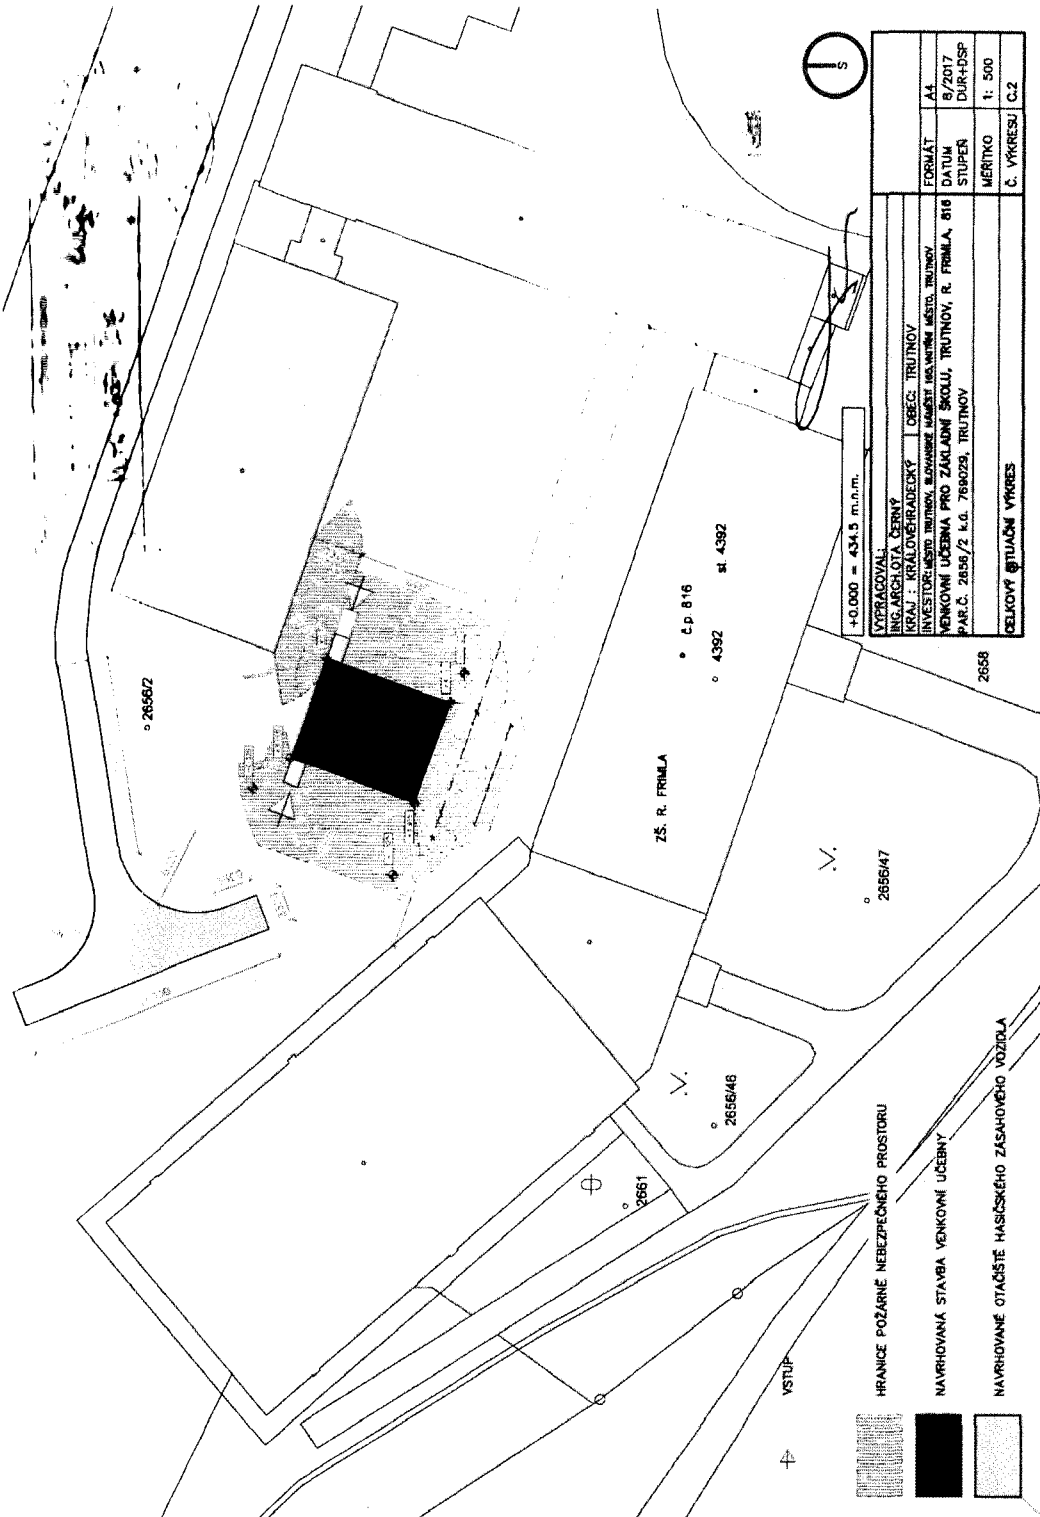 2656/2
ZŠ. R. FRIMLA
č.p. 816
4392
st. 4392
2658
2656/47
2656/46
2661
S
+0.000 = 434.5 m.n.m.
VYPRACOVAL:
ING.ARCH.OTA ČERNÝ
KRAJ : KRÁLOVÉHRADECKÝ OBEC: TRUTNOV
INVESTOR: MĚSTO TRUTNOV, SLOVANSKÉ NÁMĚSTÍ 165, VNITŘNÍ MĚSTO, TRUTNOV
VENKOVNÍ UČEBNA PRO ZÁKLADNÍ ŠKOLU, TRUTNOV, R. FRIMLA, 816
PAR.Č. 2656/2 k.ú. 769029, TRUTNOV
CELKOVÝ SITUAČNÍ VÝKRES
FORMÁT A4
DATUM 8/2017
STUPEŇ DUR+DSP
MĚŘÍTKO 1: 500
Č. VÝKRESU C.2
VSTUP
HRANICE POŽÁRNĚ NEBEZPEČNÉHO PROSTORU
NAVRHOVANÁ STAVBA VENKOVNÍ UČEBNY
NAVRHOVANÉ OTÁČIŠTĚ HASIČSKÉHO ZÁSAHOVÉHO VOZIDLA